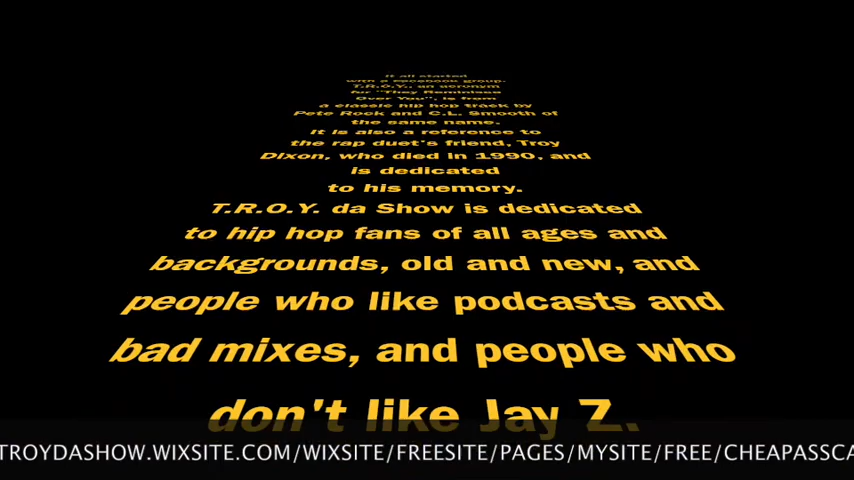 It all started
with a Facebook group.
T.R.O.Y., an acronym
for "They Reminisce
Over You", is from
a classic hip hop track by
Pete Rock and C.L. Smooth of
the same name.
It is also a reference to
the rap duet's friend, Troy
Dixon, who died in 1990, and
is dedicated
to his memory.
T.R.O.Y. da Show is dedicated
to hip hop fans of all ages and
backgrounds, old and new, and
people who like podcasts and
bad mixes, and people who
don't like Jay Z.
TROYDASHOW.WIXSITE.COM/WIXSITE/FREESITE/PAGES/MYSITE/FREE/CHEAPASSCA